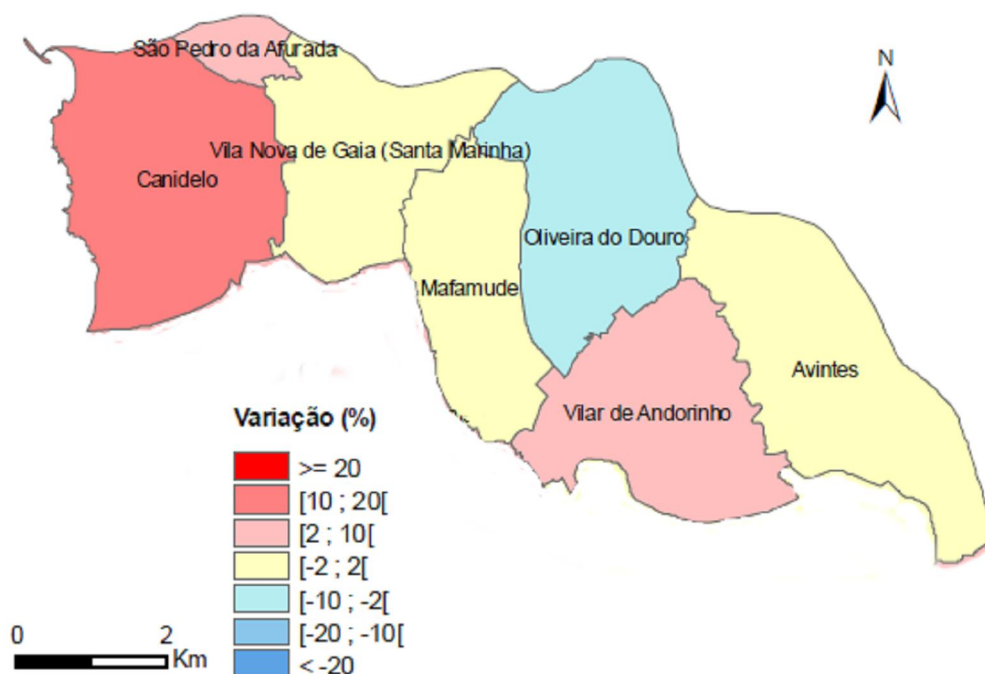 São Pedro da Afurada
N
Vila Nova de Gaia (Santa Marinha)
Canidelo
Oliveira do Douro
Mafamude
Avintes
Vilar de Andorinho
Variação (%)
>= 20
[10 ; 20[
[2 ; 10[
[-2 ; 2[
[-10 ; -2[
[-20 ; -10[
< -20
0 2
Km